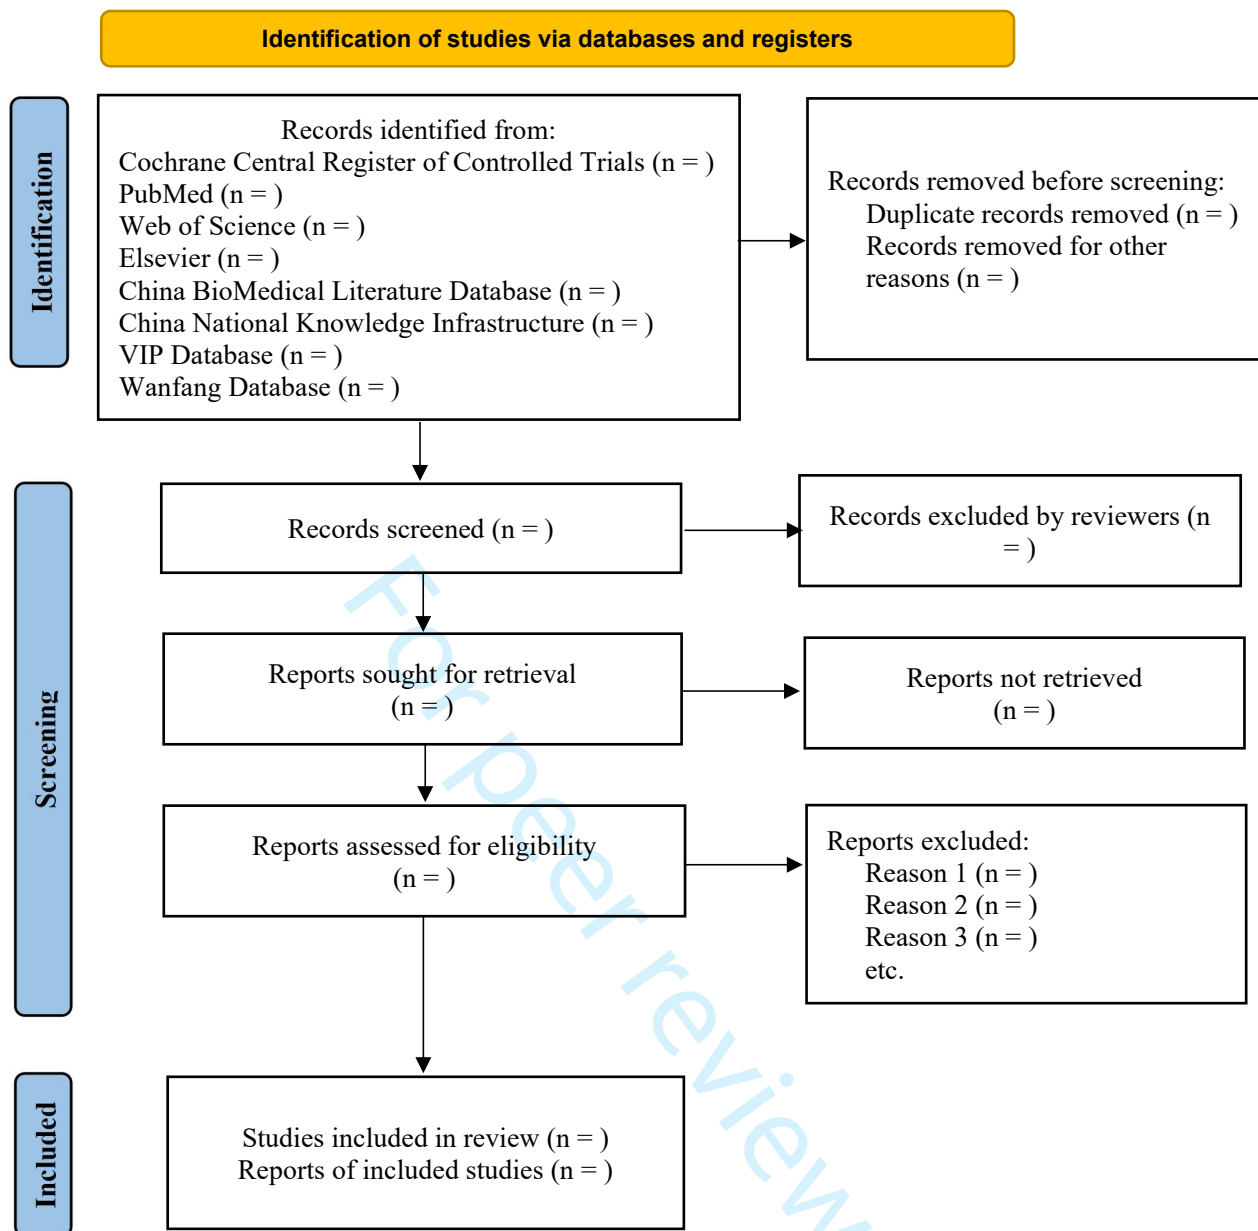 Identification of studies via databases and registers
Identification
Records identified from:
Cochrane Central Register of Controlled Trials (n = )
PubMed (n = )
Web of Science (n = )
Elsevier (n = )
China BioMedical Literature Database (n = )
China National Knowledge Infrastructure (n = )
VIP Database (n = )
Wanfang Database (n = )
Records removed before screening:
Duplicate records removed (n = )
Records removed for other
reasons (n = )
Screening
Records screened (n = )
Records excluded by reviewers (n
= )
Reports sought for retrieval
(n = )
Reports not retrieved
(n = )
Reports assessed for eligibility
(n = )
Reports excluded:
Reason 1 (n = )
Reason 2 (n = )
Reason 3 (n = )
etc.
Included
Studies included in review (n = )
Reports of included studies (n = )
For peer review